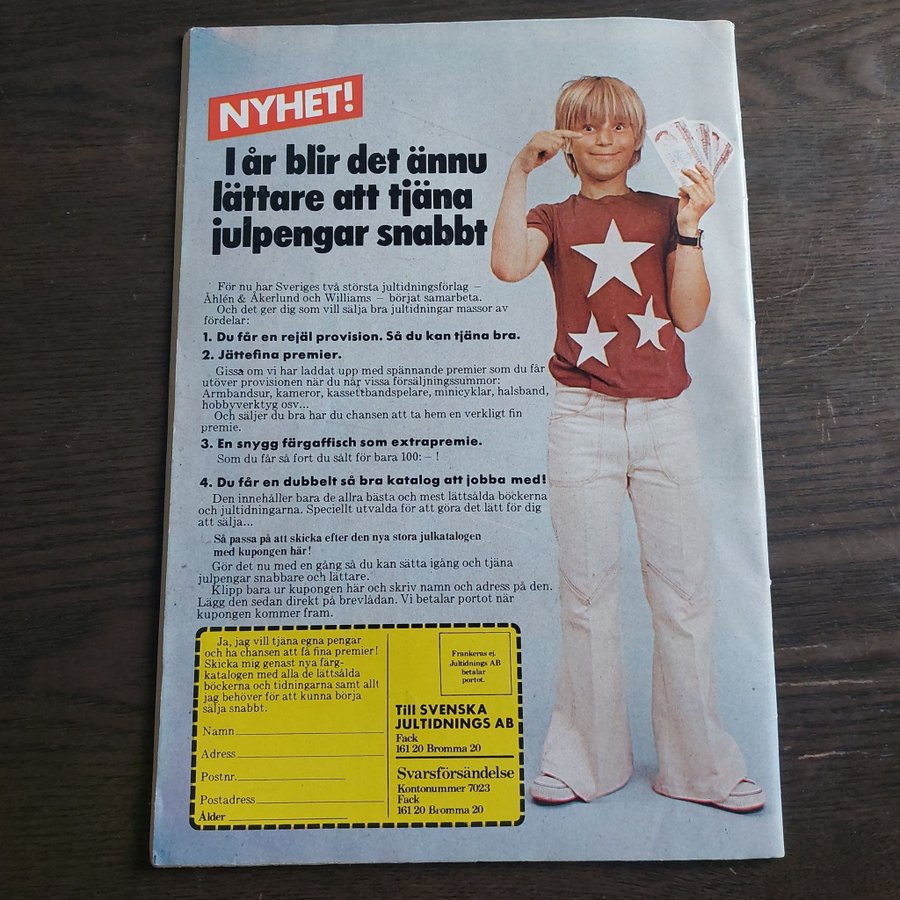 NYHET!
I år blir det ännu
lättare att tjäna
julpengar snabbt
För nu har Sveriges två största jultidningsförlag –
Åhlén & Åkerlund och Williams – börjat samarbeta.
Och det ger dig som vill sälja bra jultidningar massor av
fördelar:
1. Du får en rejäl provision. Så du kan tjäna bra.
2. Jättefina premier.
Gissa om vi har laddat upp med spännande premier som du får
utöver provisionen när du når vissa försäljningssummor:
Armbandsur, kameror, kassettbandspelare, minicyklar, halsband,
hobbyverktyg osv...
Och säljer du bra har du chansen att ta hem en verkligt fin
premie.
3. En snygg färgaffisch som extrapremie.
Som du får så fort du sålt för bara 100:– !
4. Du får en dubbelt så bra katalog att jobba med!
Den innehåller bara de allra bästa och mest lättsålda böckerna
och jultidningarna. Speciellt utvalda för att göra det lätt för dig
att sälja...
Så passa på att skicka efter den nya stora julkatalogen
med kupongen här!
Gör det nu med en gång så du kan sätta igång och tjäna
julpengar snabbare och lättare.
Klipp bara ur kupongen här och skriv namn och adress på den.
Lägg den sedan direkt på brevlådan. Vi betalar portot när
kupongen kommer fram.
Ja, jag vill tjäna egna pengar
och ha chansen att få fina premier!
Skicka mig genast nya färg-
katalogen med alla de lättsålda
böckerna och tidningarna samt allt
jag behöver för att kunna börja
sälja snabbt.
Namn
Adress
Postnr.
Postadress
Ålder
Frankeras ej.
Jultidnings AB
betalar
portot.
Till SVENSKA
JULTIDNINGS AB
Fack
161 20 Bromma 20
Svarsförsändelse
Kontonummer 7023
Fack
161 20 Bromma 20